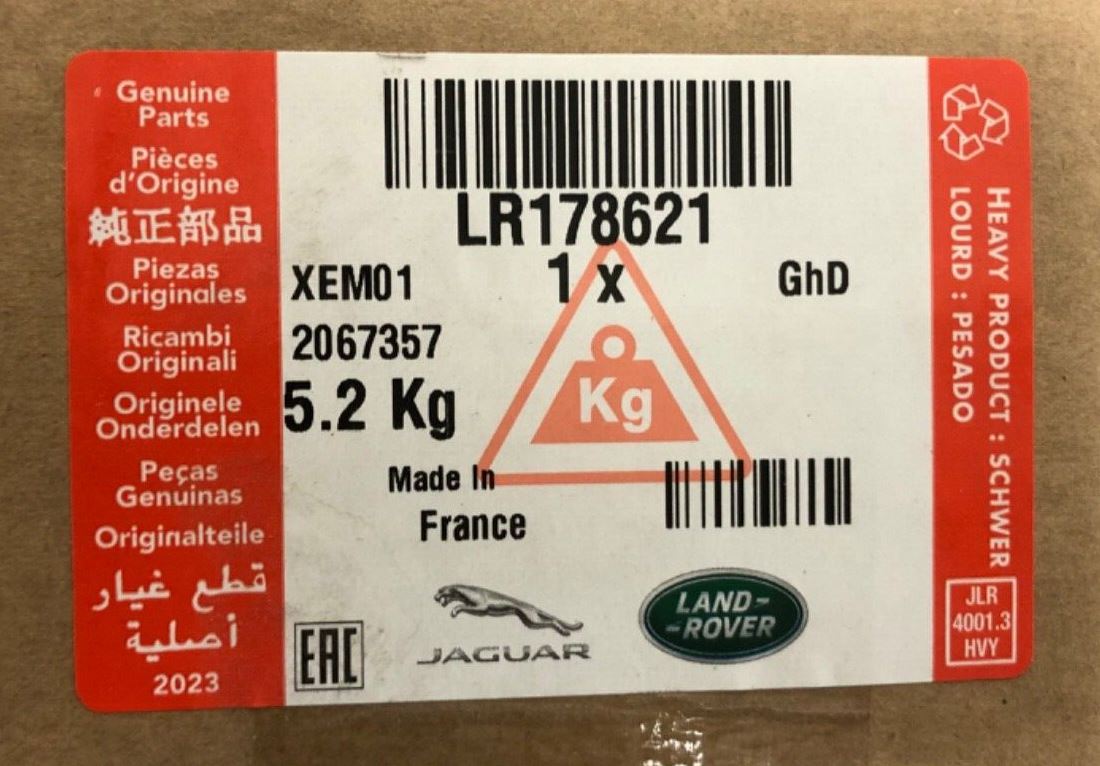 Genuine
Parts
Pièces
d'Origine
純正部品
Piezas
Originales
Ricambi
Originali
Originele
Onderdelen
Peças
Genuinas
Originalteile
قطع غيار
أصلية
2023
LR178621
XEM01
1 x
GhD
2067357
5.2 Kg
Kg
Made In
France
EAC
JAGUAR
LAND-
-ROVER
HEAVY PRODUCT : SCHWER
LOURD : PESADO
JLR
4001.3
HVY